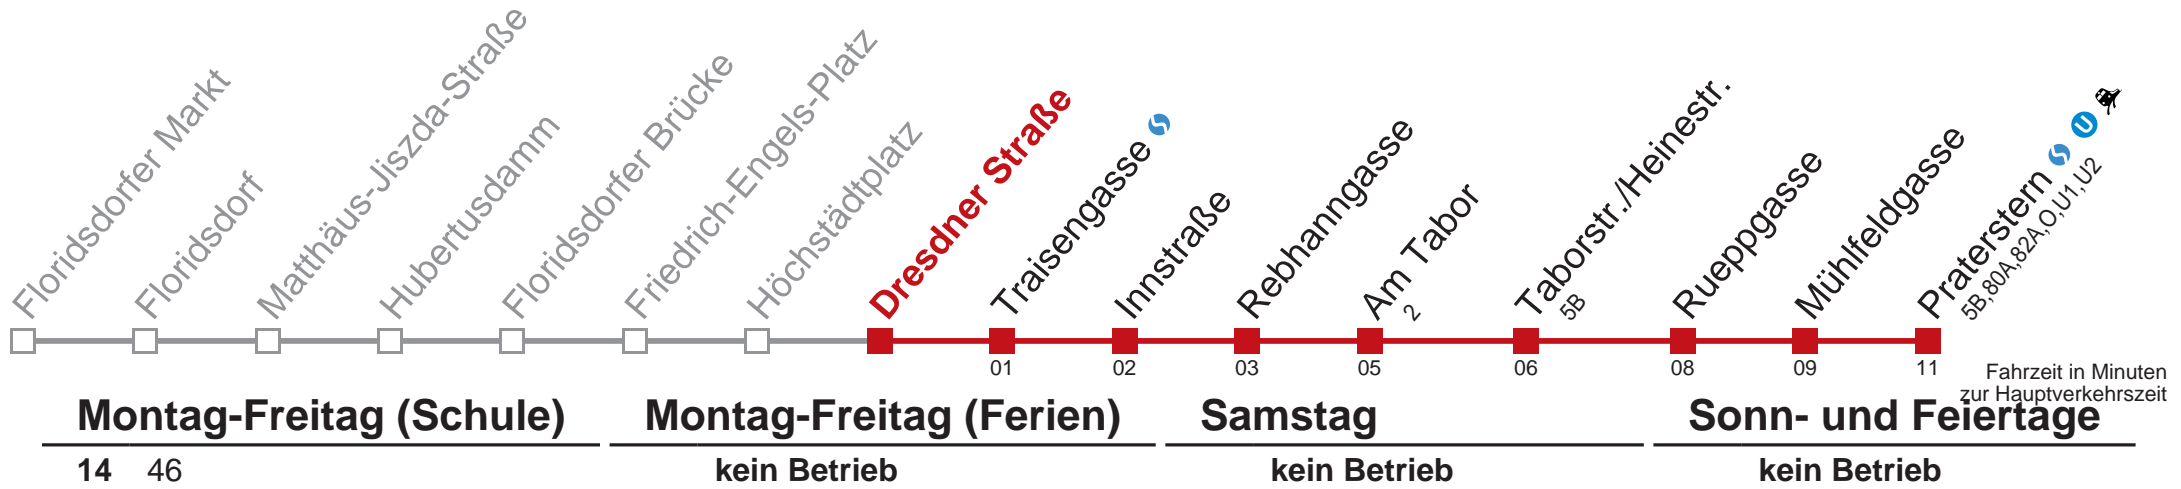 Floridsdorfer Markt
Floridsdorf
Matthäus-Jiszda-Straße
Hubertusdamm
Floridsdorfer Brücke
Friedrich-Engels-Platz
Höchstädtplatz
Dresdner Straße
Traisengasse
Innstraße
Rebhanngasse
Am Tabor
2
Taborstr./Heinestr.
5B
Rueppgasse
Mühlfeldgasse
Praterstern S U
5B,80A,82A,O,U1,U2
01 02 03 05 06 08 09 11
Fahrzeit in Minuten
zur Hauptverkehrszeit
Montag-Freitag (Schule) Montag-Freitag (Ferien) Samstag Sonn- und Feiertage
14 46 kein Betrieb kein Betrieb kein Betrieb